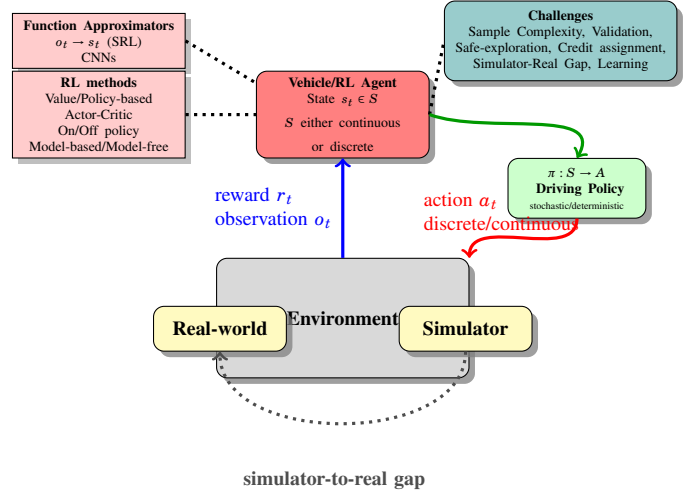 Function Approximators
o_t → s_t (SRL)
CNNs
RL methods
Value/Policy-based
Actor-Critic
On/Off policy
Model-based/Model-free
Vehicle/RL Agent
State s_t ∈ S
S either continuous
or discrete
Challenges
Sample Complexity, Validation,
Safe-exploration, Credit assignment,
Simulator-Real Gap, Learning
π : S → A
Driving Policy
stochastic/deterministic
reward r_t
observation o_t
action a_t
discrete/continuous
Environment
Real-world
Simulator
simulator-to-real gap